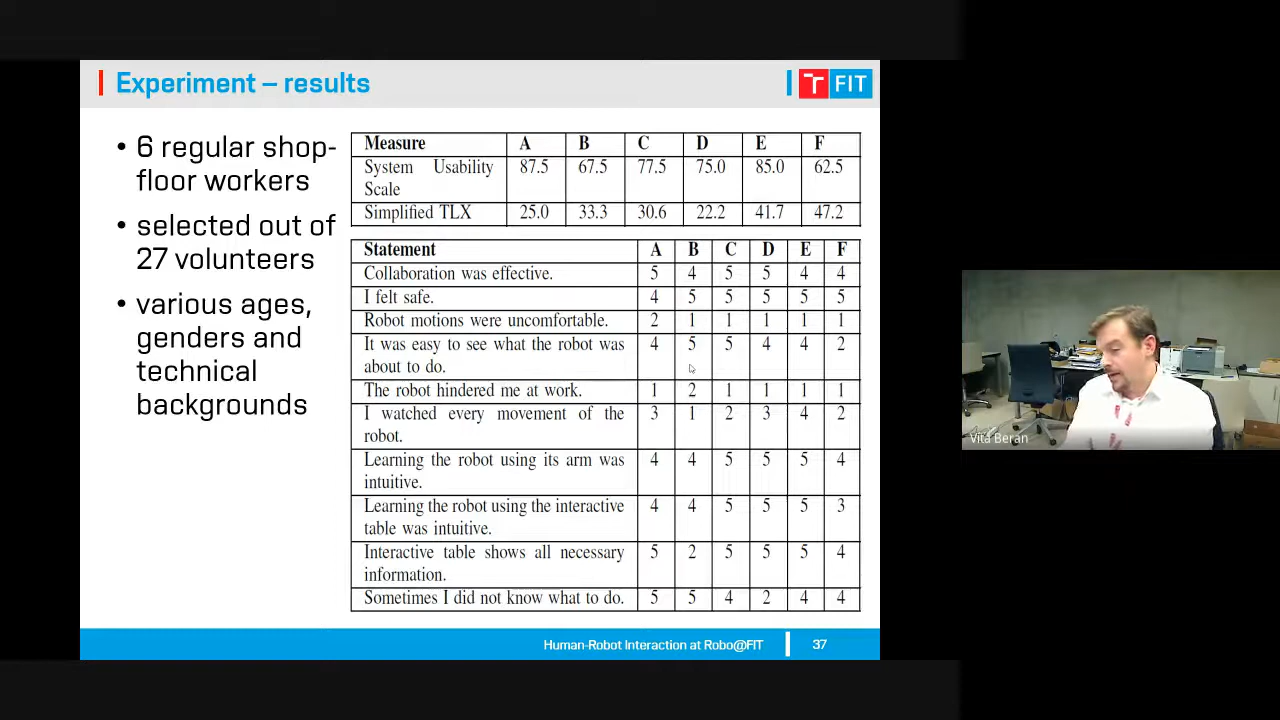 Experiment – results
T FIT
• 6 regular shop-
floor workers
• selected out of
27 volunteers
• various ages,
genders and
technical
backgrounds
Measure A B C D E F
System Usability 87.5 67.5 77.5 75.0 85.0 62.5
Scale
Simplified TLX 25.0 33.3 30.6 22.2 41.7 47.2
Statement A B C D E F
Collaboration was effective. 5 4 5 5 4 4
I felt safe. 4 5 5 5 5 5
Robot motions were uncomfortable. 2 1 1 1 1 1
It was easy to see what the robot was 4 5 5 4 4 2
about to do.
The robot hindered me at work. 1 2 1 1 1 1
I watched every movement of the 3 1 2 3 4 2
robot.
Learning the robot using its arm was 4 4 5 5 5 4
intuitive.
Learning the robot using the interactive 4 4 5 5 5 3
table was intuitive.
Interactive table shows all necessary 5 2 5 5 5 4
information.
Sometimes I did not know what to do. 5 5 4 2 4 4
Human-Robot Interaction at Robo@FIT 37
Vita Beran